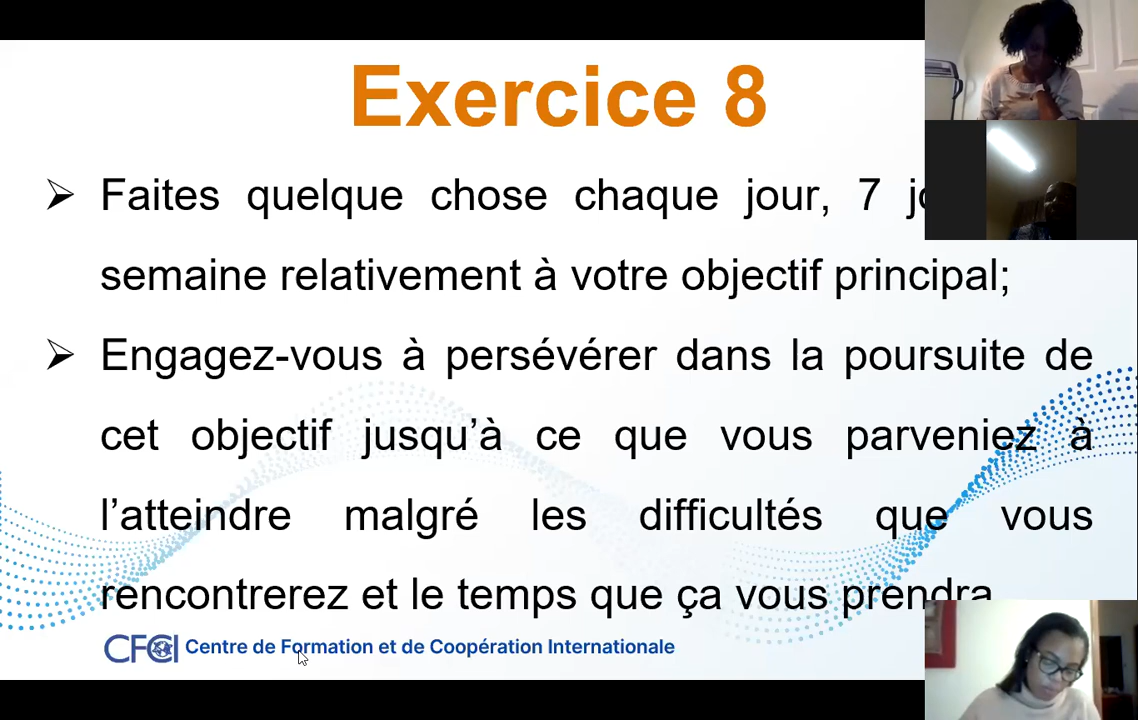 Exercice 8
Faites quelque chose chaque jour, 7
semaine relativement à votre objectif principal;
Engagez-vous à persévérer dans la poursuite de
cet objectif jusqu'à ce que vous parveniez à
l'atteindre malgré les difficultés que vous
rencontrerez et le temps que ça vous prendra
CFCI Centre de Formation et de Coopération Internationale